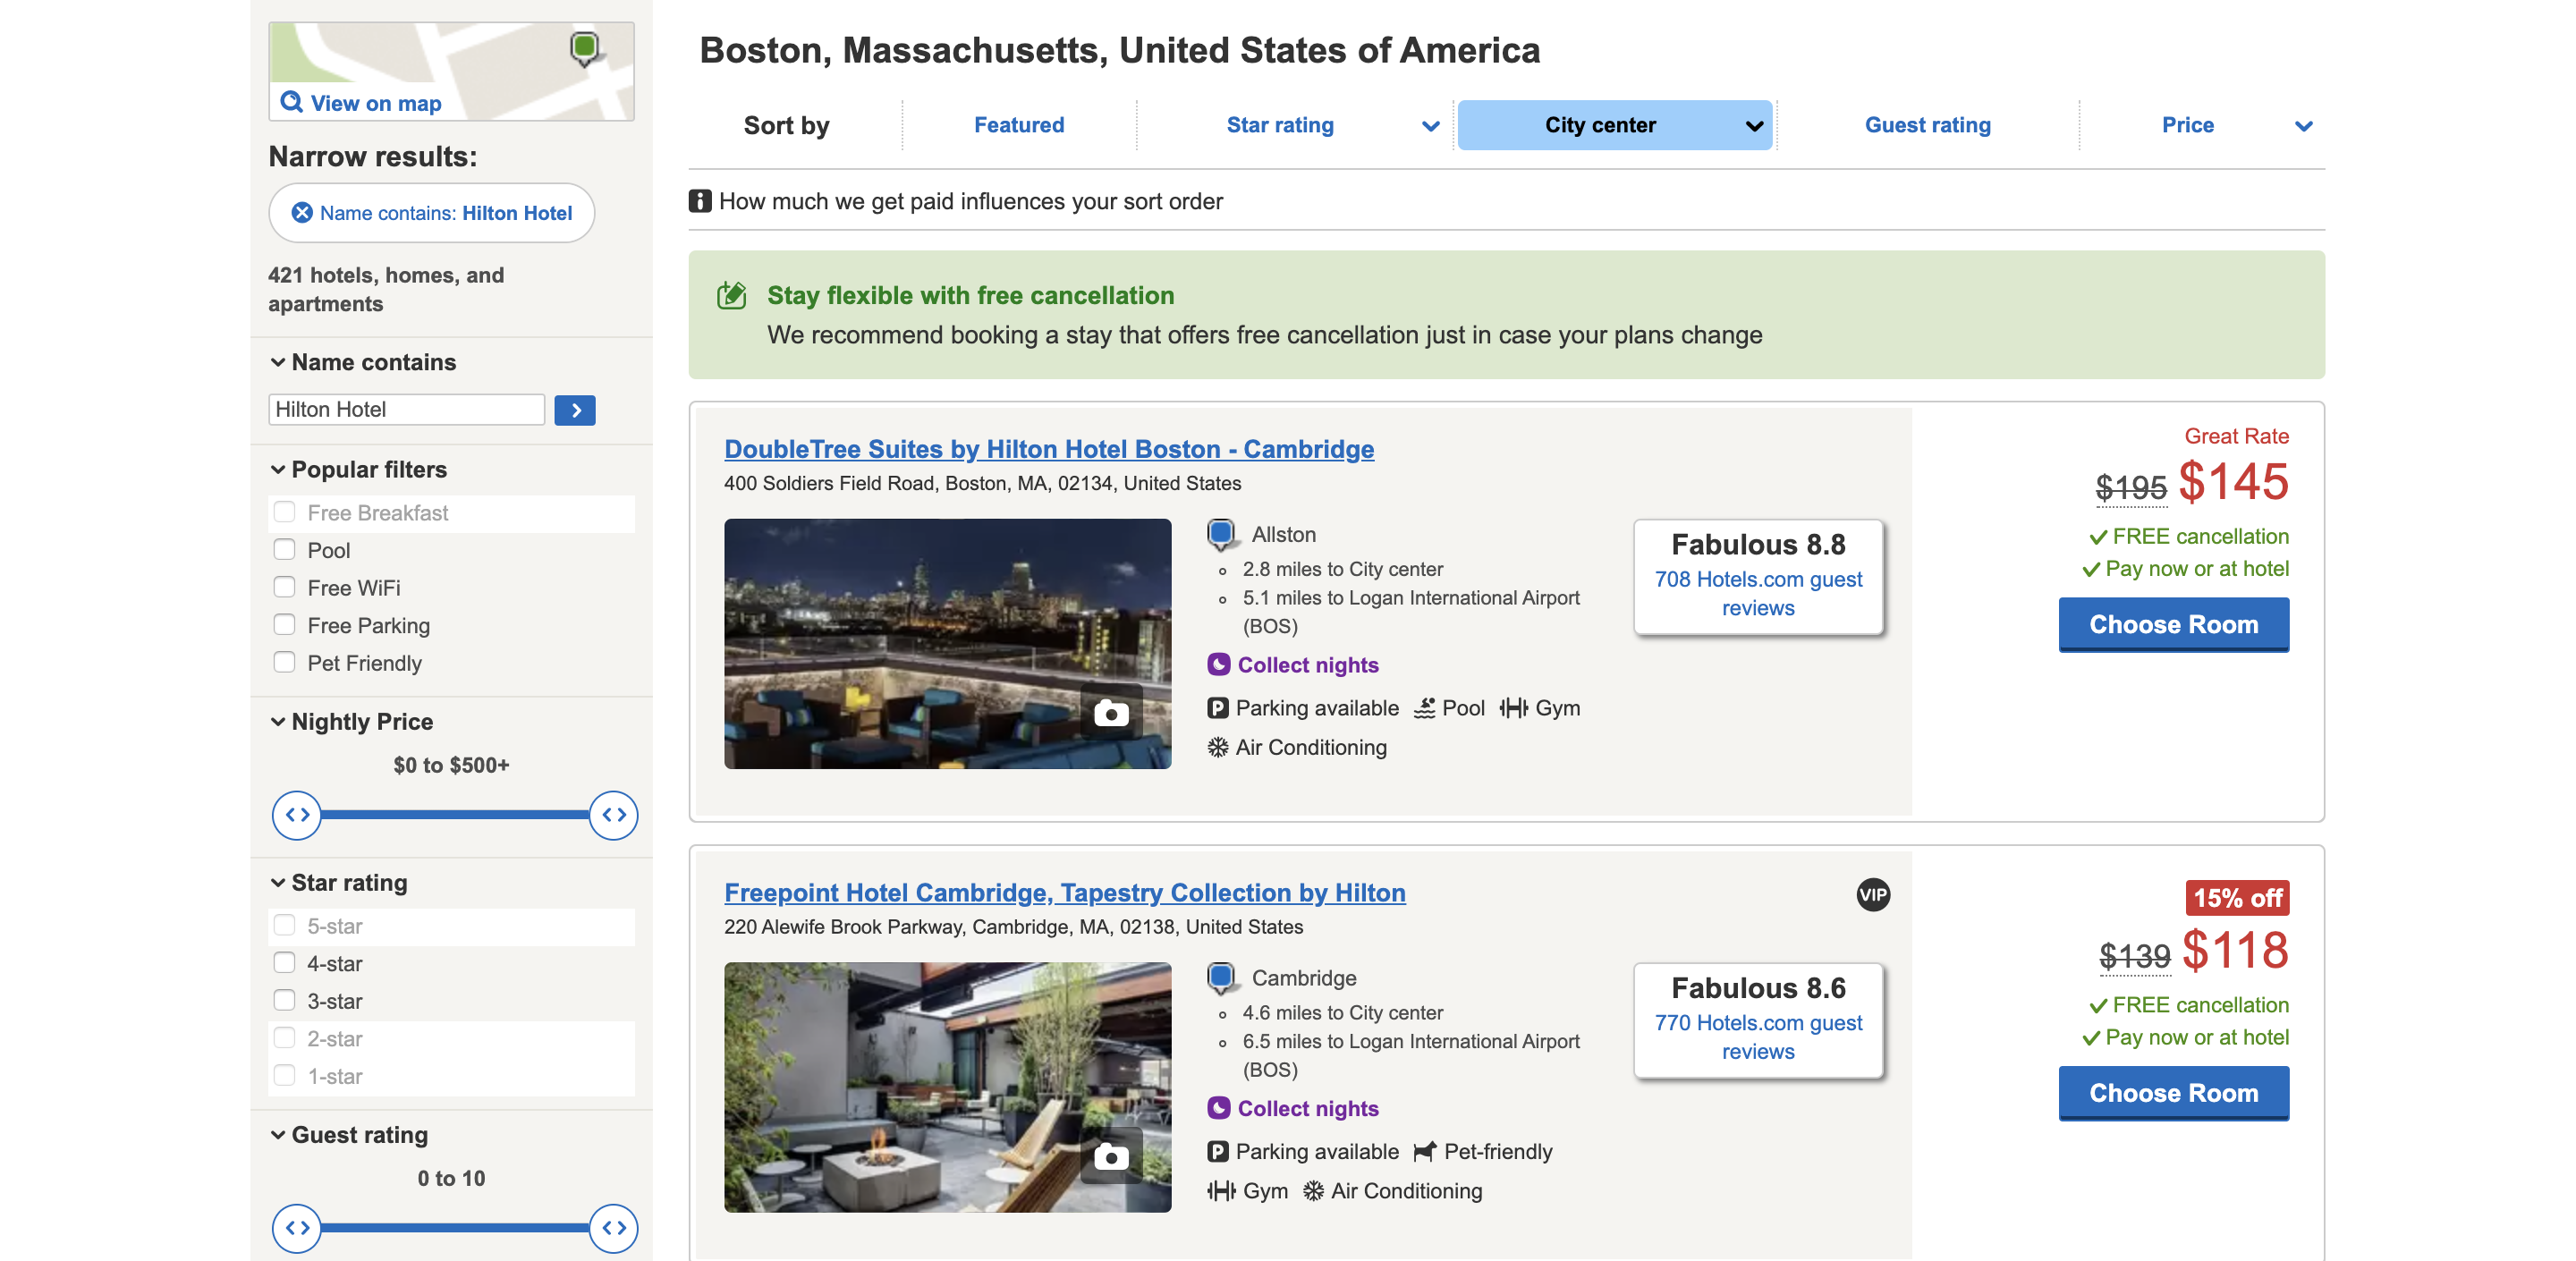 View on map
Narrow results:
Name contains: Hilton Hotel
421 hotels, homes, and
apartments
Name contains
Hilton Hotel
Popular filters
Free Breakfast
Pool
Free WiFi
Free Parking
Pet Friendly
Nightly Price
$0 to $500+
Star rating
5-star
4-star
3-star
2-star
1-star
Guest rating
0 to 10
Boston, Massachusetts, United States of America
Sort by Featured Star rating City center Guest rating Price
How much we get paid influences your sort order
Stay flexible with free cancellation
We recommend booking a stay that offers free cancellation just in case your plans change
DoubleTree Suites by Hilton Hotel Boston - Cambridge
400 Soldiers Field Road, Boston, MA, 02134, United States
Allston
2.8 miles to City center
5.1 miles to Logan International Airport
(BOS)
Collect nights
P Parking available Pool Gym
Air Conditioning
Fabulous 8.8
708 Hotels.com guest
reviews
Great Rate
$195 $145
FREE cancellation
Pay now or at hotel
Choose Room
Freepoint Hotel Cambridge, Tapestry Collection by Hilton
VIP
220 Alewife Brook Parkway, Cambridge, MA, 02138, United States
Cambridge
4.6 miles to City center
6.5 miles to Logan International Airport
(BOS)
Collect nights
P Parking available Pet-friendly
Gym Air Conditioning
Fabulous 8.6
770 Hotels.com guest
reviews
15% off
$139 $118
FREE cancellation
Pay now or at hotel
Choose Room